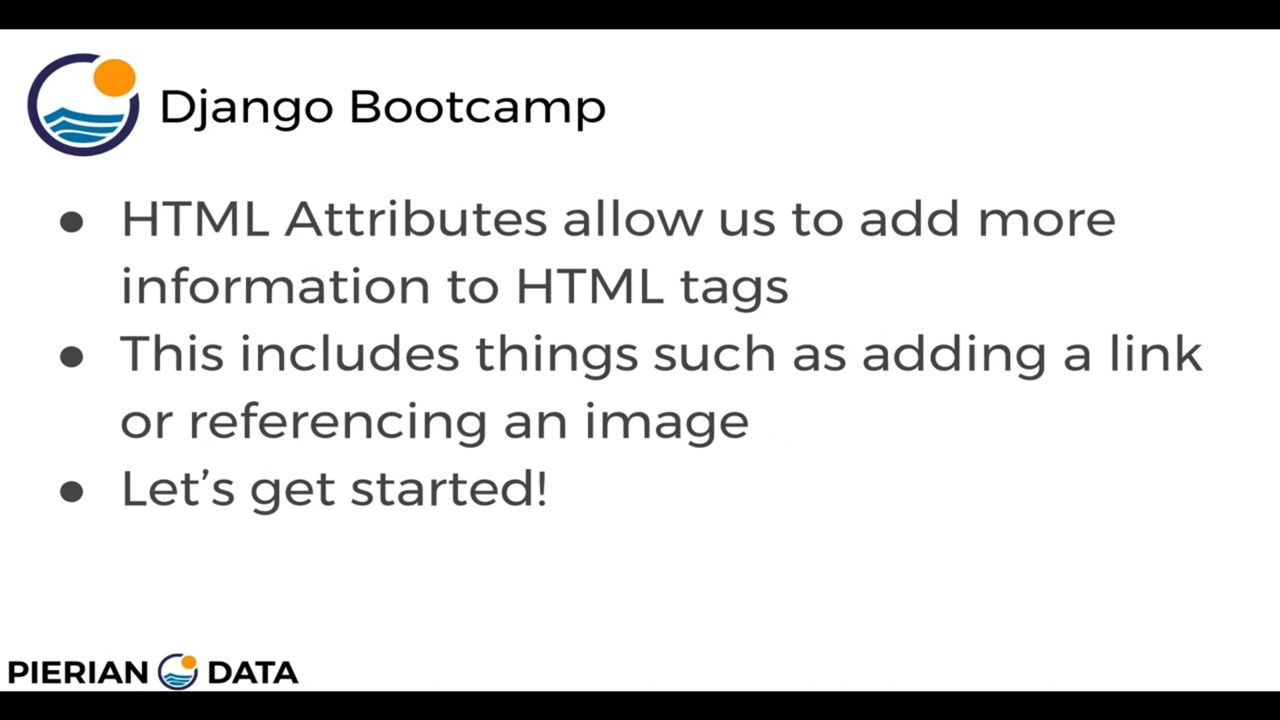 Django Bootcamp
● HTML Attributes allow us to add more
information to HTML tags
● This includes things such as adding a link
or referencing an image
● Let’s get started!
PIERIAN DATA